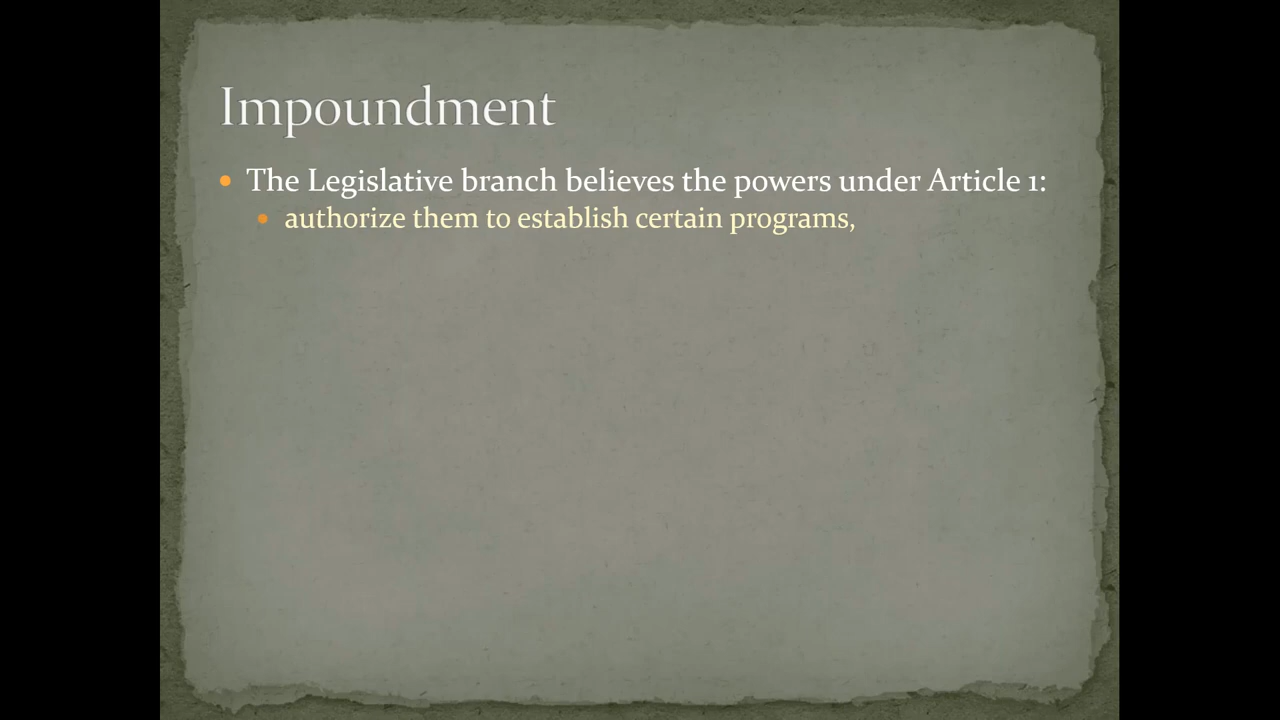 Impoundment
• The Legislative branch believes the powers under Article 1:
• authorize them to establish certain programs,